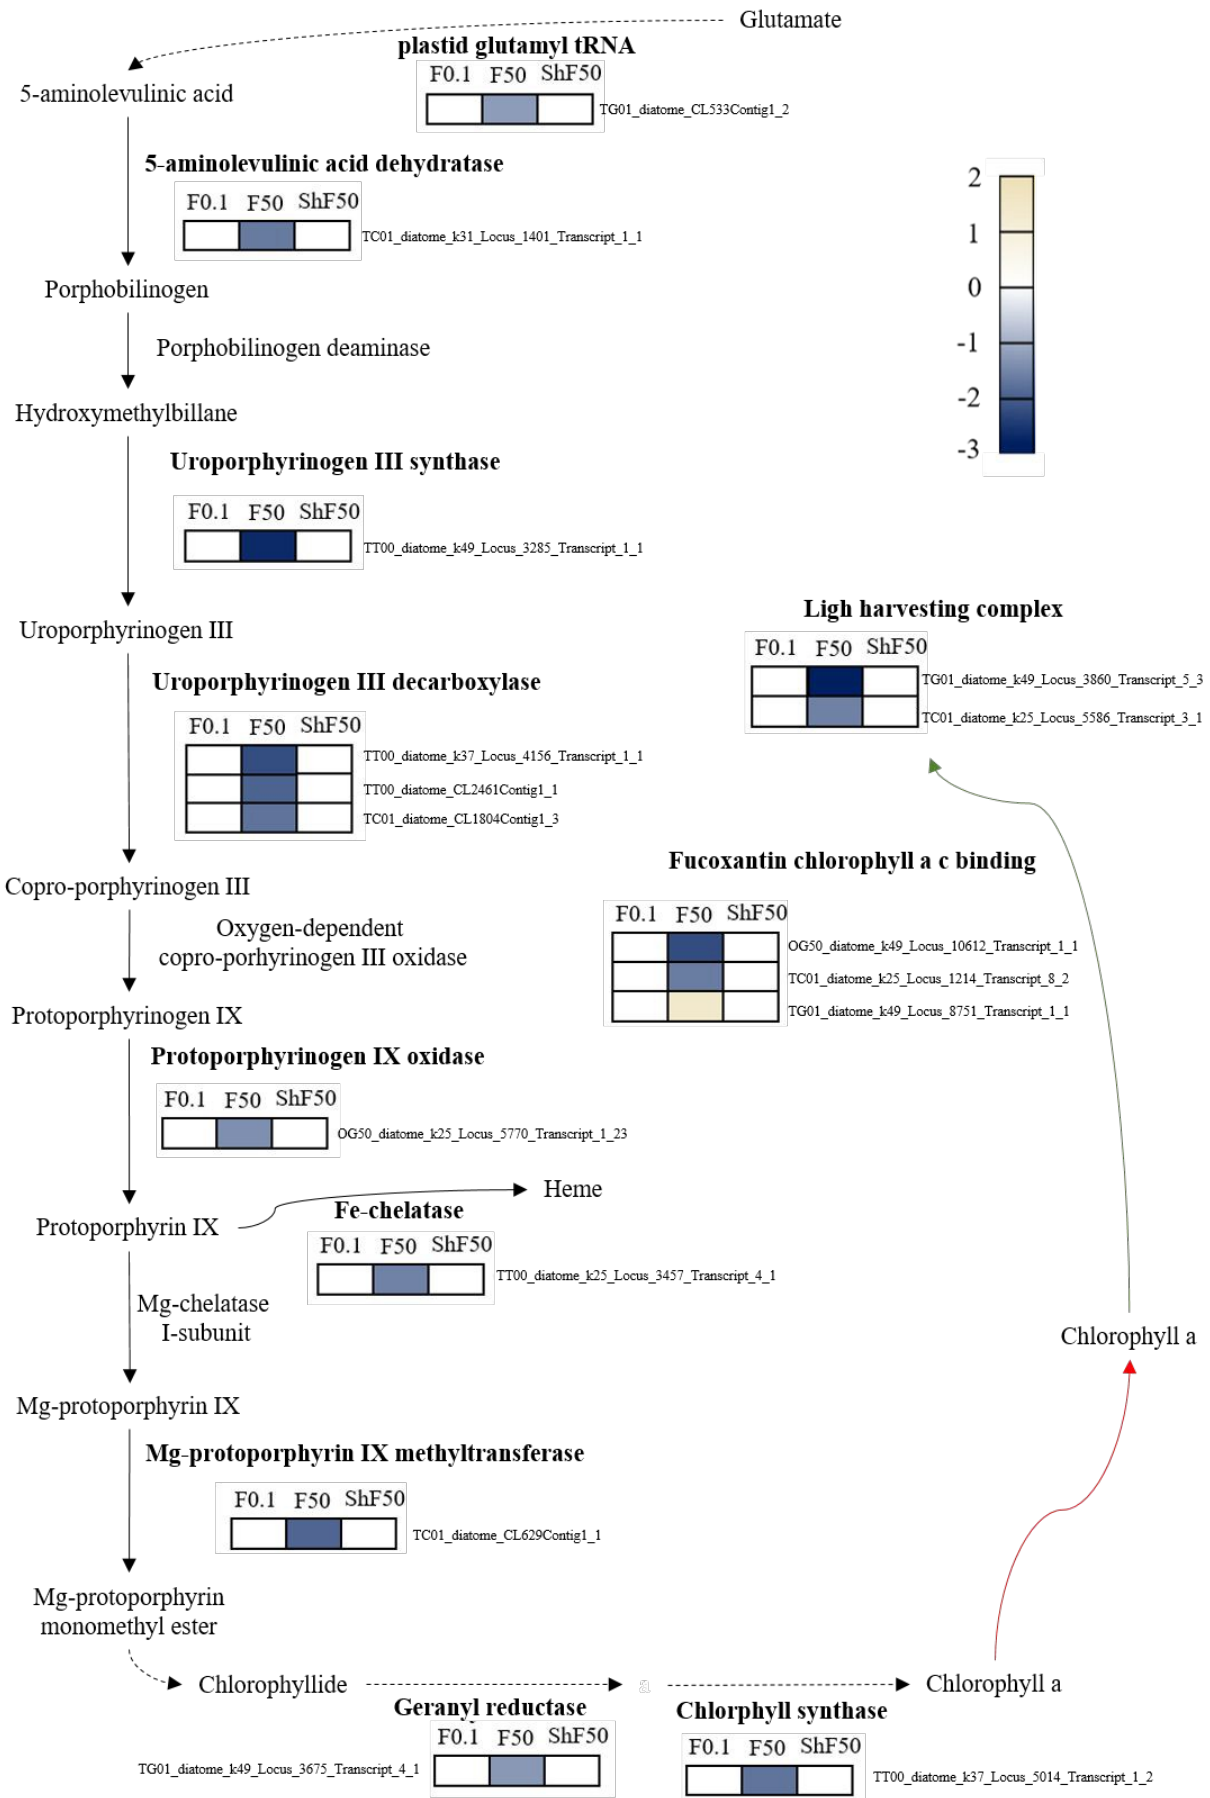 Glutamate
plastid glutamyl tRNA
F0.1 F50 ShF50
5-aminolevulinic acid
TG01_diatome_CL533Contig1_2
5-aminolevulinic acid dehydratase
F0.1 F50 ShF50
TC01_diatome_k31_Locus_1401_Transcript_1_1
2
1
0
-1
-2
-3
Porphobilinogen
Porphobilinogen deaminase
Hydroxymethylbillane
Uroporphyrinogen III synthase
F0.1 F50 ShF50
TT00_diatome_k49_Locus_3285_Transcript_1_1
Uroporphyrinogen III
Ligh harvesting complex
F0.1 F50 ShF50
TG01_diatome_k49_Locus_3860_Transcript_5_3
TC01_diatome_k25_Locus_5586_Transcript_3_1
Uroporphyrinogen III decarboxylase
F0.1 F50 ShF50
TT00_diatome_k37_Locus_4156_Transcript_1_1
TT00_diatome_CL2461Contig1_1
TC01_diatome_CL1804Contig1_3
Copro-porphyrinogen III
Fucoxantin chlorophyll a c binding
F0.1 F50 ShF50
OG50_diatome_k49_Locus_10612_Transcript_1_1
TC01_diatome_k25_Locus_1214_Transcript_8_2
TG01_diatome_k49_Locus_8751_Transcript_1_1
Oxygen-dependent
copro-porhyrinogen III oxidase
Protoporphyrinogen IX
Protoporphyrinogen IX oxidase
F0.1 F50 ShF50
OG50_diatome_k25_Locus_5770_Transcript_1_23
Heme
Protoporphyrin IX
Fe-chelatase
F0.1 F50 ShF50
TT00_diatome_k25_Locus_3457_Transcript_4_1
Mg-chelatase
I-subunit
Chlorophyll a
Mg-protoporphyrin IX
Mg-protoporphyrin IX methyltransferase
F0.1 F50 ShF50
TC01_diatome_CL629Contig1_1
Mg-protoporphyrin
monomethyl ester
Chlorophyllide
a
Chlorophyll a
Geranyl reductase
F0.1 F50 ShF50
TG01_diatome_k49_Locus_3675_Transcript_4_1
Chlorphyll synthase
F0.1 F50 ShF50
TT00_diatome_k37_Locus_5014_Transcript_1_2